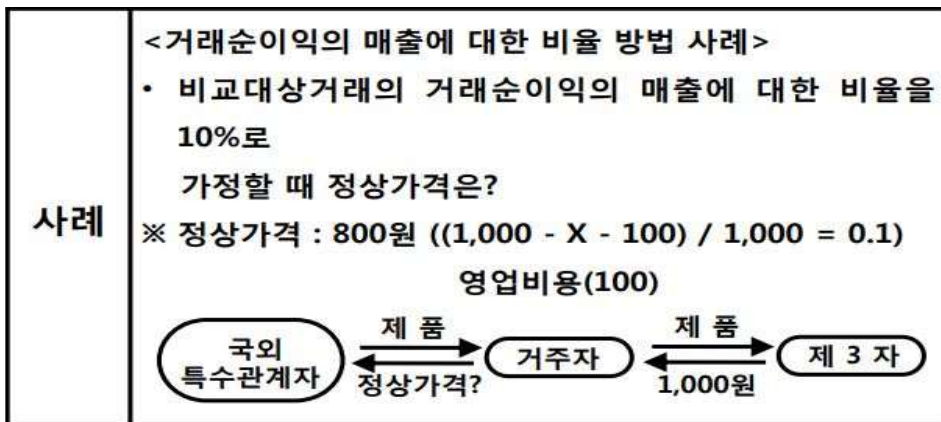 <거래순이익의 매출에 대한 비율 방법 사례>
• 비교대상거래의 거래순이익의 매출에 대한 비율을
10%로
가정할 때 정상가격은?
사례
※ 정상가격 : 800원 ((1,000 - X - 100) / 1,000 = 0.1)
영업비용(100)
제 품
제 품
국외
특수관계자
거주자
제 3 자
정상가격?
1,000원